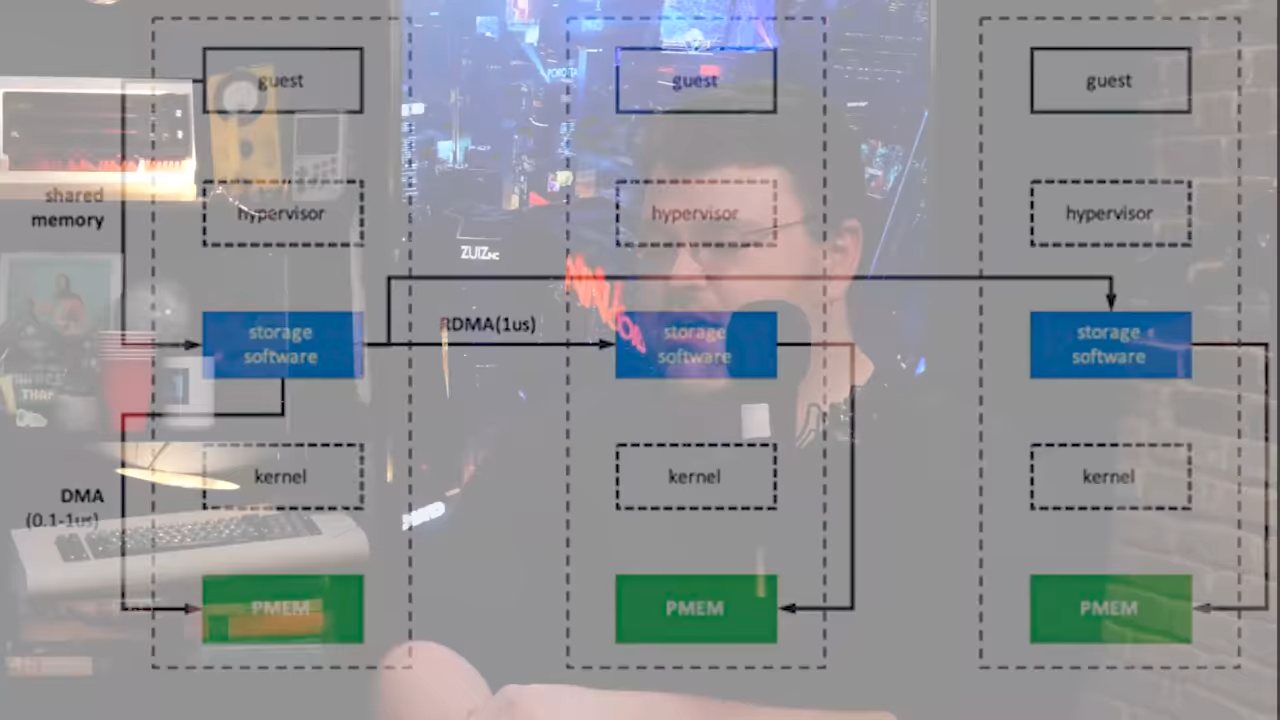 guest
guest
guest
shared
memory
hypervisor
hypervisor
hypervisor
ZUIZNC
RDMA(1us)
storage
software
storage
software
storage
software
kernel
kernel
kernel
DMA
(0.1-1us)
PMEM
PMEM
PMEM